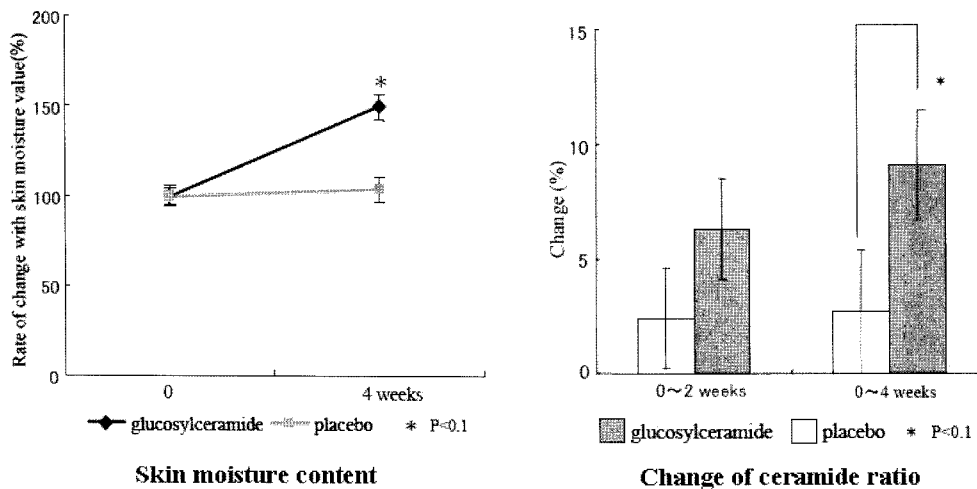 Rate of change with skin moisture value(%)
200
150
100
50
0
*
0
4 weeks
glucosylceramide placebo * P<0.1
Skin moisture content
Change (%)
15
10
5
0
*
0~2 weeks
0~4 weeks
glucosylceramide placebo * P<0.1
Change of ceramide ratio